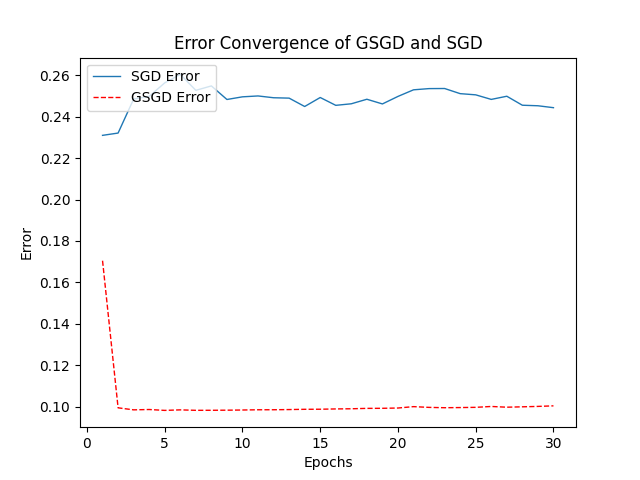 Error Convergence of GSGD and SGD
SGD Error
GSGD Error
0.26
0.24
0.22
0.20
0.18
0.16
0.14
0.12
0.10
Error
0 5 10 15 20 25 30
Epochs